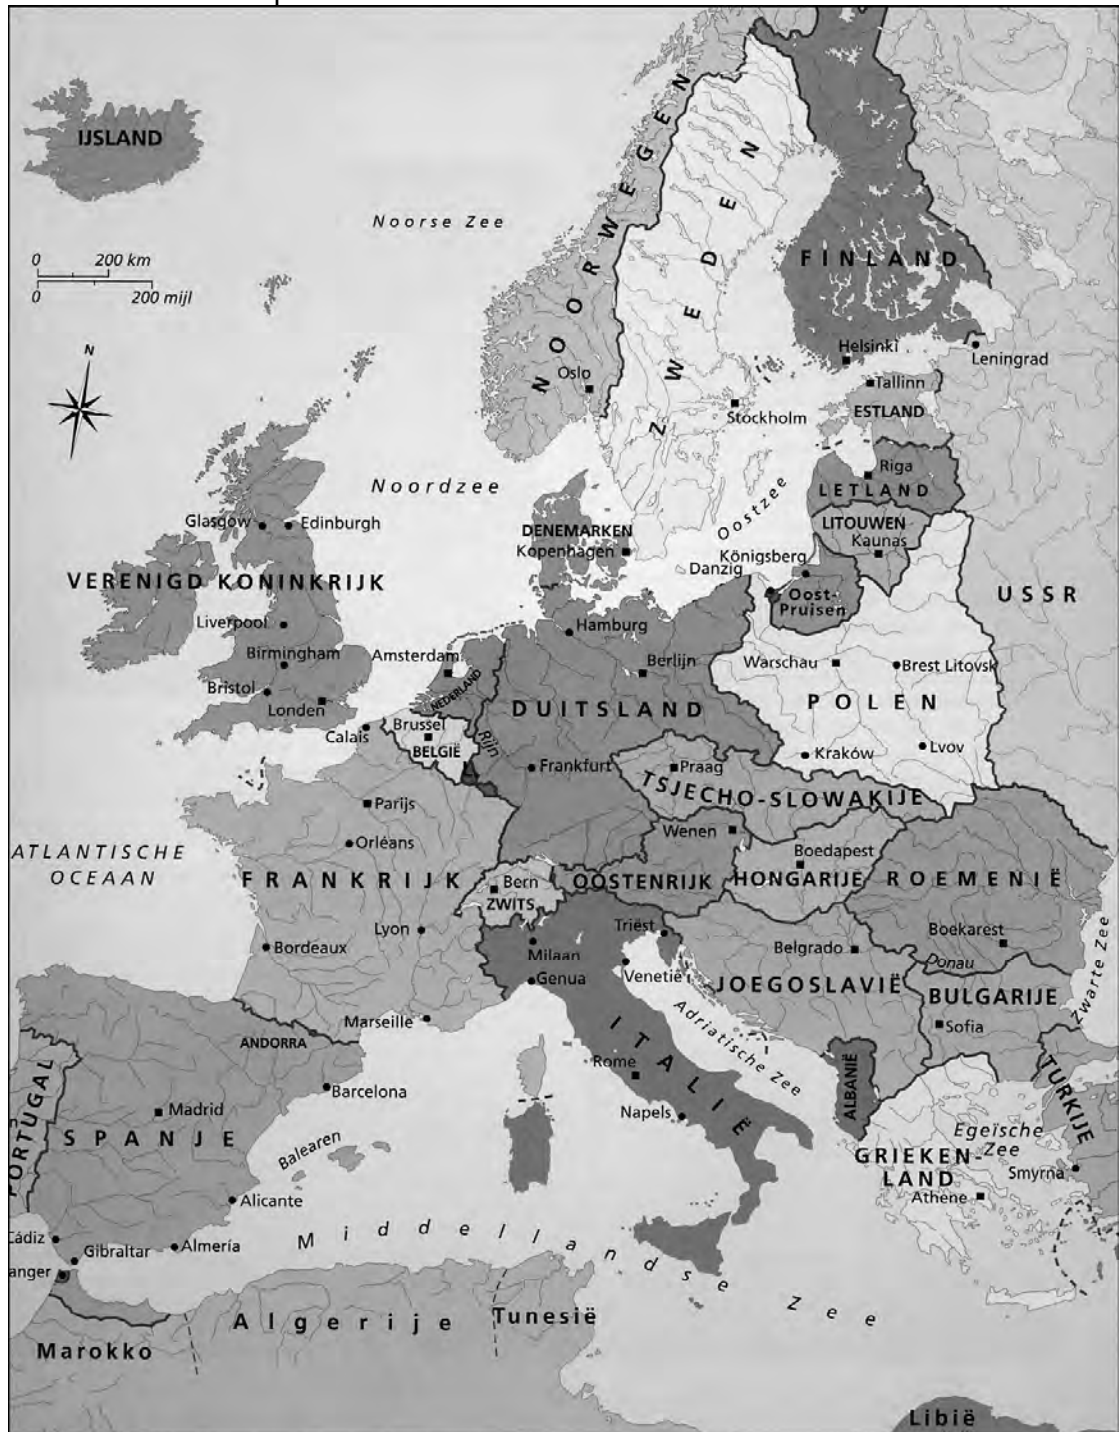 IJSLAND
Noorse Zee
0 200 km
0 200 mijl
N
NOORWEGEN
ZWEDEN
FINLAND
Helsinki
Leningrad
Oslo
Tallinn
Stockholm
ESTLAND
Riga
LETLAND
Noordzee
Oostzee
Glasgow
Edinburgh
DENEMARKEN
Kopenhagen
LITOUWEN
Kaunas
Königsberg
Danzig
VERENIGD KONINKRIJK
Oost-
Pruisen
USSR
Liverpool
Hamburg
Birmingham
Amsterdam
Berlijn
Warschau
Brest Litovsk
Bristol
Londen
NEDERLAND
DUITSLAND
POLEN
Calais
Brussel
BELGIË
Rijn
Kraków
Lvov
L
Frankfurt
Praag
TSJECHO-SLOWAKIJE
Parijs
Orléans
Wenen
Boedapest
ATLANTISCHE
OCEAAN
FRANKRIJK
Bern
ZWITS
OOSTENRIJK
HONGARIJE
ROEMENIË
Lyon
Bordeaux
Milaan
Triëst
Venetië
Genua
Belgrado
Boekarest
Donau
JOEGOSLAVIË
BULGARIJE
Sofia
Zwarte Zee
Marseille
ANDORRA
Adriatische Zee
ITALIË
Rome
Napels
ALBANIË
TURKIJE
PORTUGAL
Madrid
SPANJE
Barcelona
Balearen
Egeïsche
Zee
GRIEKEN-
LAND
Smyrna
Athene
Alicante
Cádiz
Gibraltar
Almería
anger
Middellandse Zee
Marokko
Algerije
Tunesië
Libië